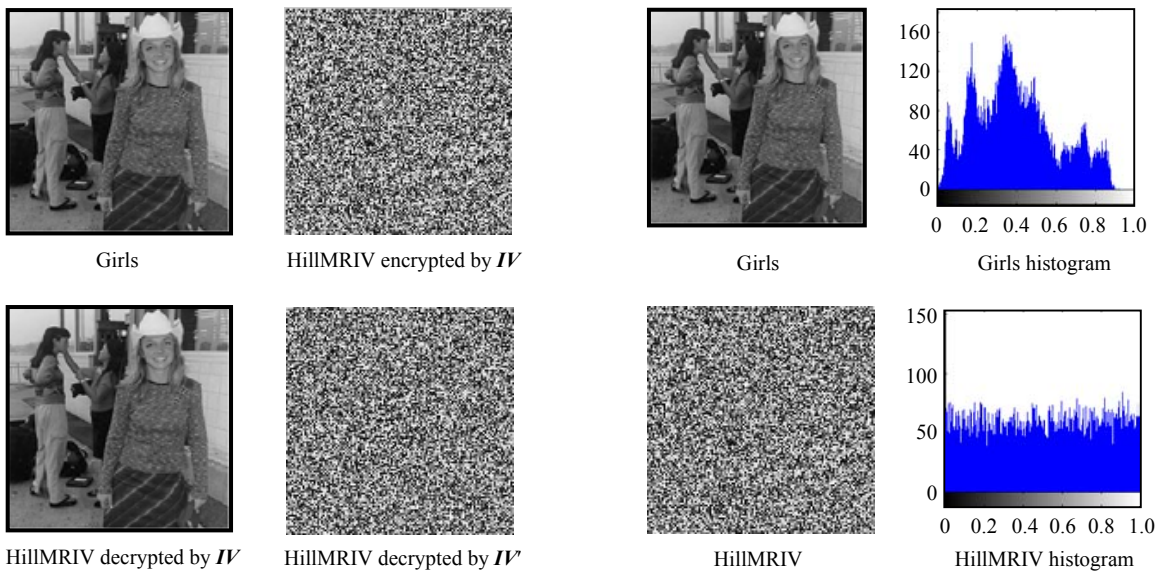 160
120
80
40
0
0 0.2 0.4 0.6 0.8 1.0
Girls
HillMRIV encrypted by IV
Girls
Girls histogram
150
100
50
0
0 0.2 0.4 0.6 0.8 1.0
HillMRIV decrypted by IV
HillMRIV decrypted by IV'
HillMRIV
HillMRIV histogram